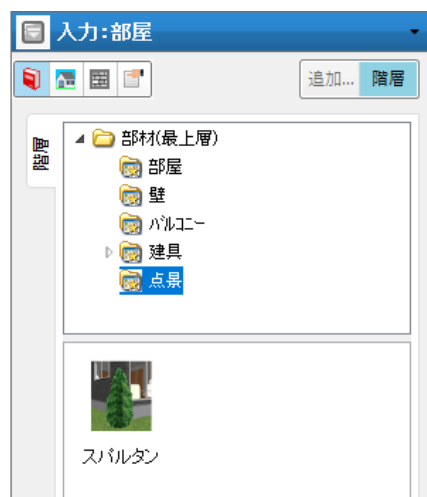 入力:部屋
追加... 階層
階層
部材(最上層)
部屋
壁
バルコニー
建具
点景
スパルタン